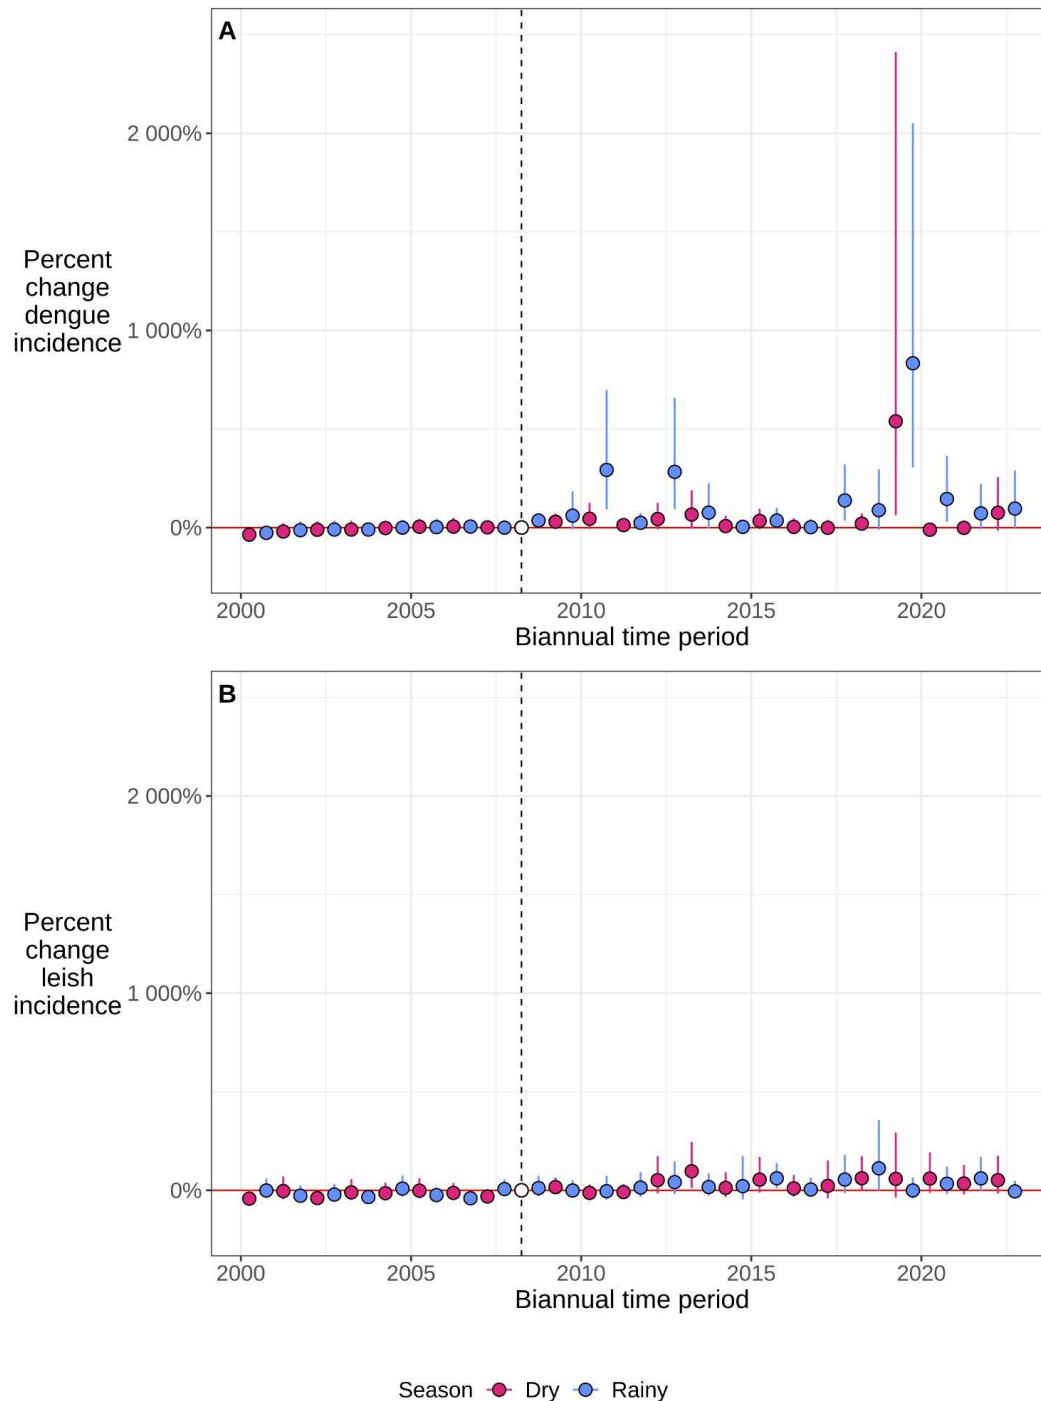 A
2 000%
1 000%
0%
Percent
change
dengue
incidence
2000 2005 2010 2015 2020
Biannual time period
B
2 000%
1 000%
0%
Percent
change
leish
incidence
2000 2005 2010 2015 2020
Biannual time period
Season Dry Rainy